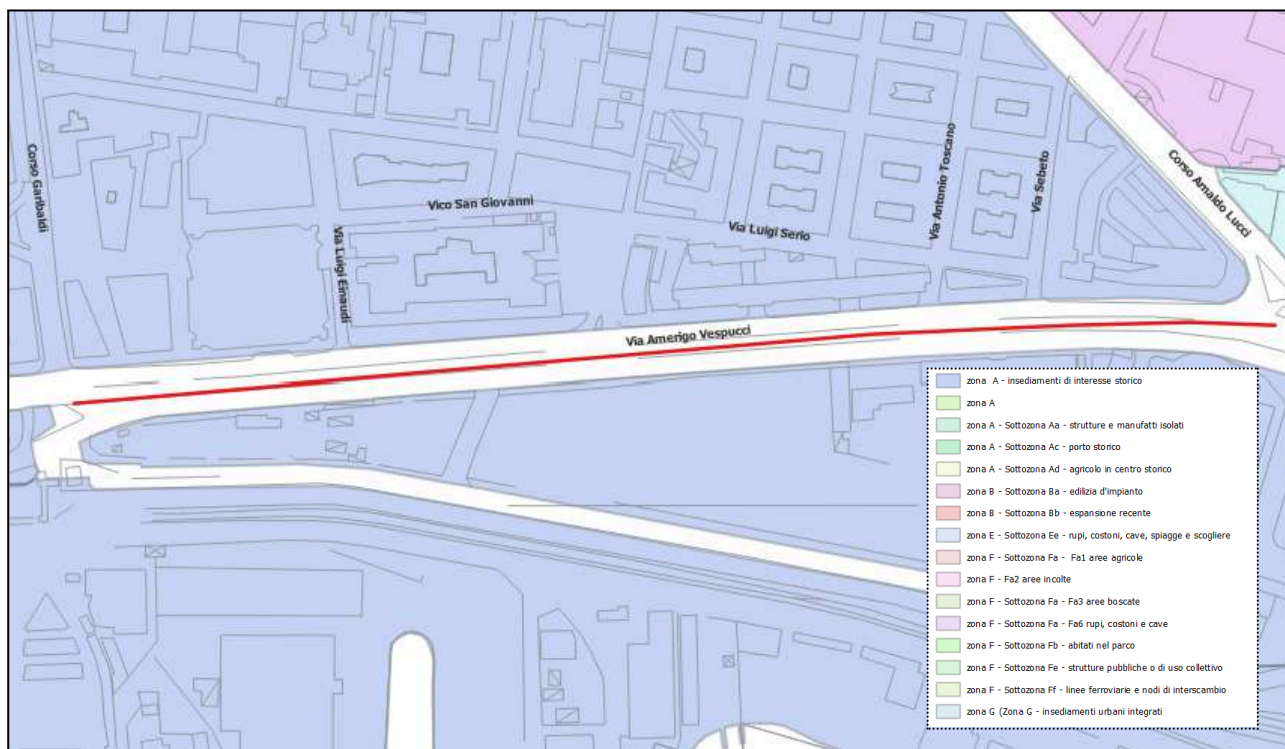 Corso Garibaldi
Vico San Giovanni
Via Luigi Einaudi
Via Luigi Serio
Via Antonio Toscano
Via Sebeto
Corso Arnaldo Lucci
Via Amerigo Vespucci
zona A - insediamenti di interesse storico
zona A
zona A - Sottozona Aa - strutture e manufatti isolati
zona A - Sottozona Ac - porto storico
zona A - Sottozona Ad - agricolo in centro storico
zona B - Sottozona Ba - edilizia d'impianto
zona B - Sottozona Bb - espansione recente
zona E - Sottozona Ee - rupi, costoni, cave, spiagge e scogliere
zona F - Sottozona Fa - Fa1 aree agricole
zona F - Fa2 aree incolte
zona F - Sottozona Fa - Fa3 aree boscate
zona F - Sottozona Fa - Fa6 rupi, costoni e cave
zona F - Sottozona Fb - abitati nel parco
zona F - Sottozona Fe - strutture pubbliche o di uso collettivo
zona F - Sottozona Ff - linee ferroviarie e nodi di interscambio
zona G (Zona G - insediamenti urbani integrati